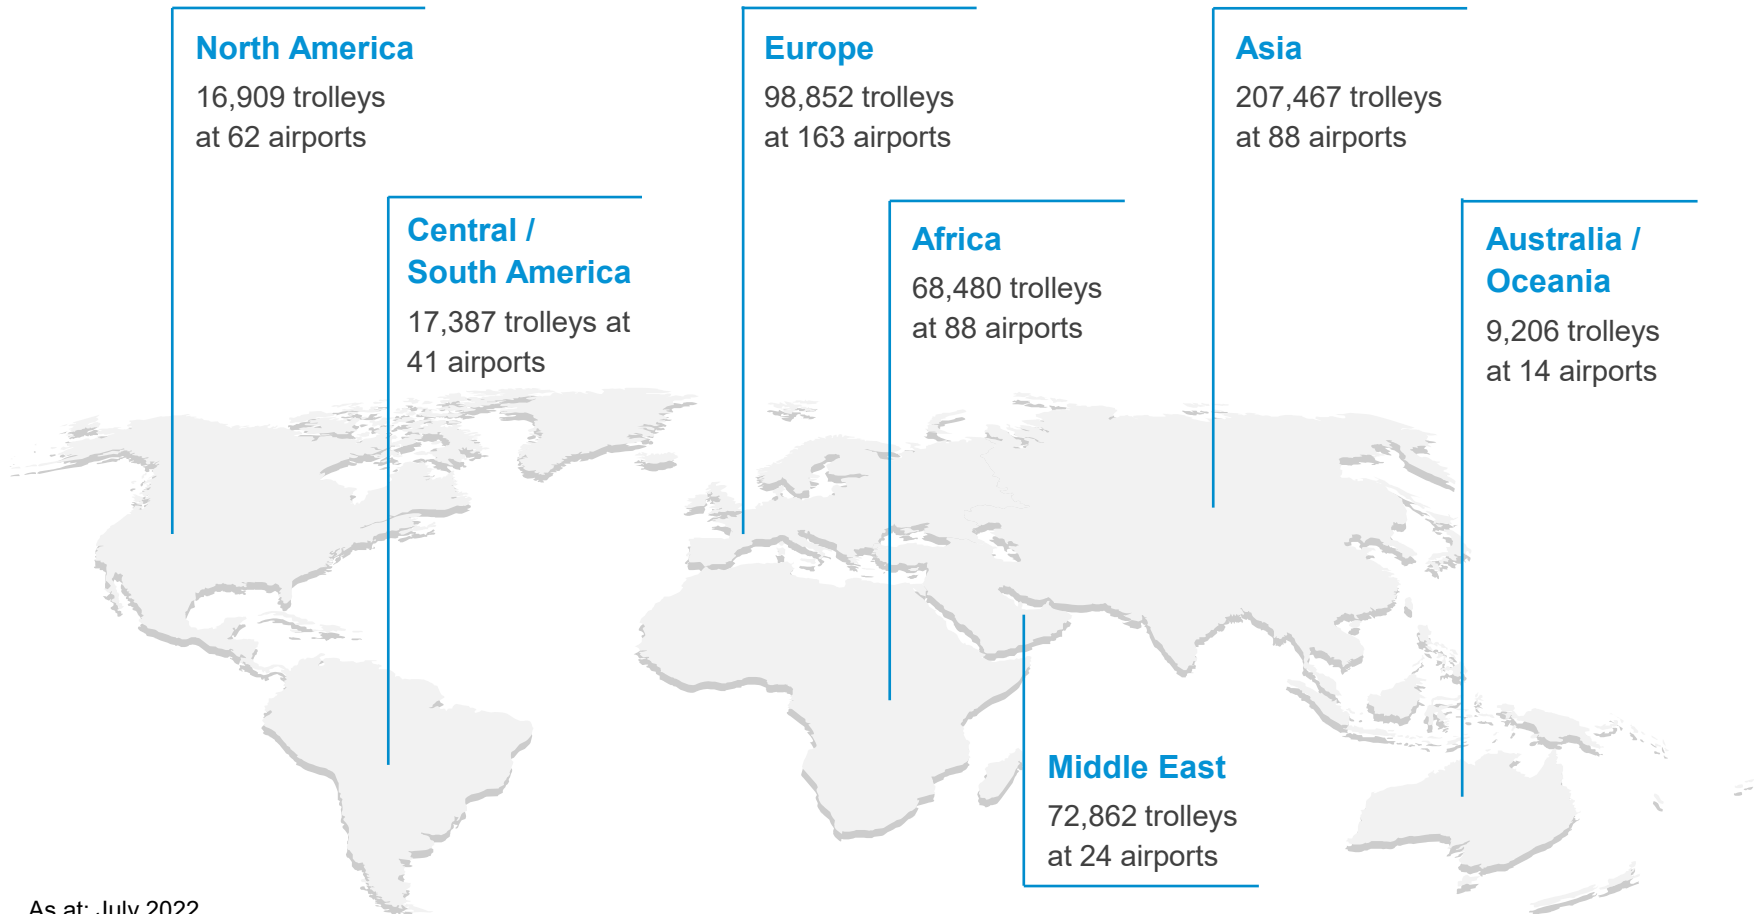 North America
16,909 trolleys
at 62 airports
Europe
98,852 trolleys
at 163 airports
Asia
207,467 trolleys
at 88 airports
Central /
South America
17,387 trolleys at
41 airports
Africa
68,480 trolleys
at 88 airports
Australia /
Oceania
9,206 trolleys
at 14 airports
Middle East
72,862 trolleys
at 24 airports
As at: July 2022